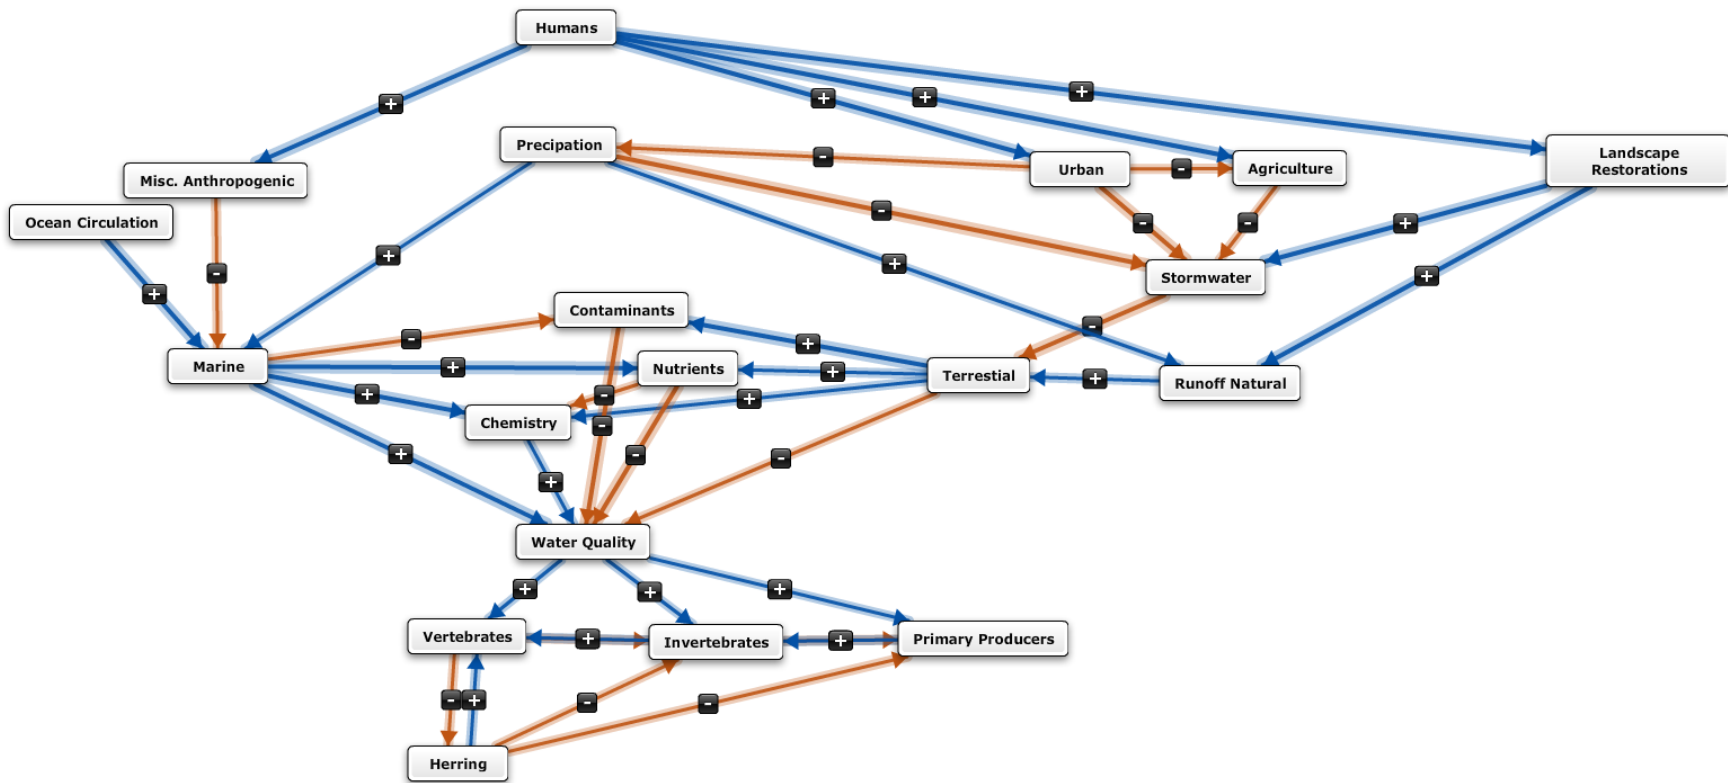 Humans
+
+
+
+
Precipation
-
Urban
-
Agriculture
Landscape
Restorations
Misc. Anthropogenic
Ocean Circulation
-
-
-
+
+
+
-
+
+
Stormwater
Contaminants
-
-
+
+
Marine
+
Nutrients
+
Terrestial
+
Runoff Natural
+
-
+
Chemistry
-
+
-
-
+
Water Quality
+
+
+
Vertebrates
+
Invertebrates
+
Primary Producers
-
+
-
-
Herring